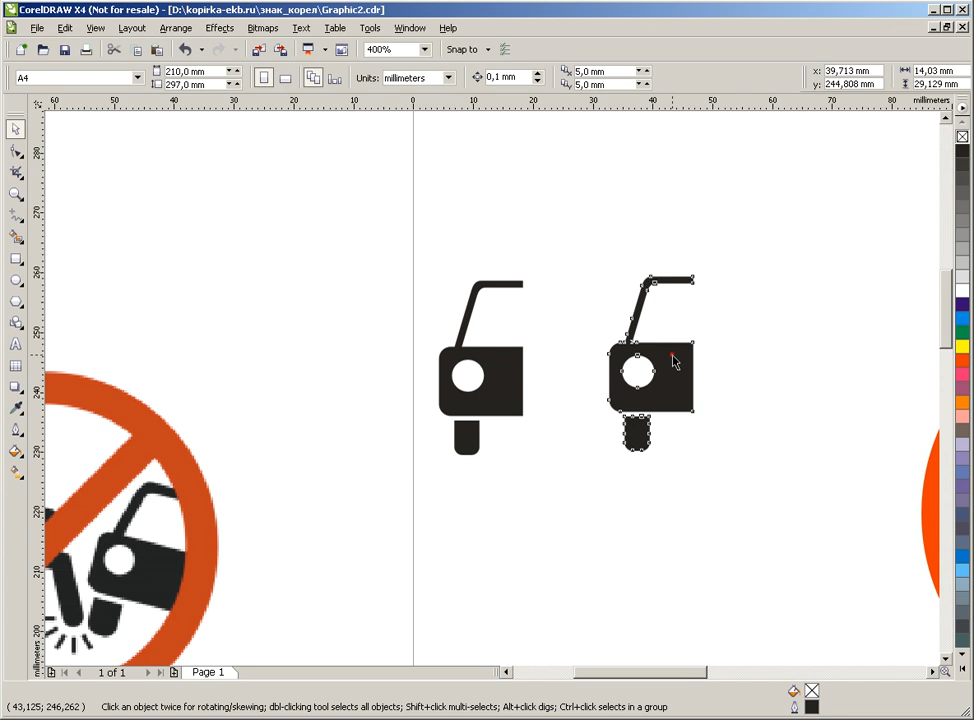 CorelDRAW X4 (Not for resale) - [D:\kopirka-ekb.ru\знак_корел\Graphic2.cdr]
File Edit View Layout Arrange Effects Bitmaps Text Table Tools Window Help
400% Snap to
A4 210,0 mm 297,0 mm Units: millimeters 0,1 mm 5,0 mm 5,0 mm x: 39,713 mm y: 244,808 mm 14,03 mm 29,129 mm
60 50 40 30 20 10 0 10 20 30 40 50 60 70 80 millimeters
280
270
260
250
240
230
220
210
200
millimeters
1 of 1 Page 1
(43,125; 246,262) Click an object twice for rotating/skewing; dbl-clicking tool selects all objects; Shift+click multi-selects; Alt+click digs; Ctrl+click selects in a group